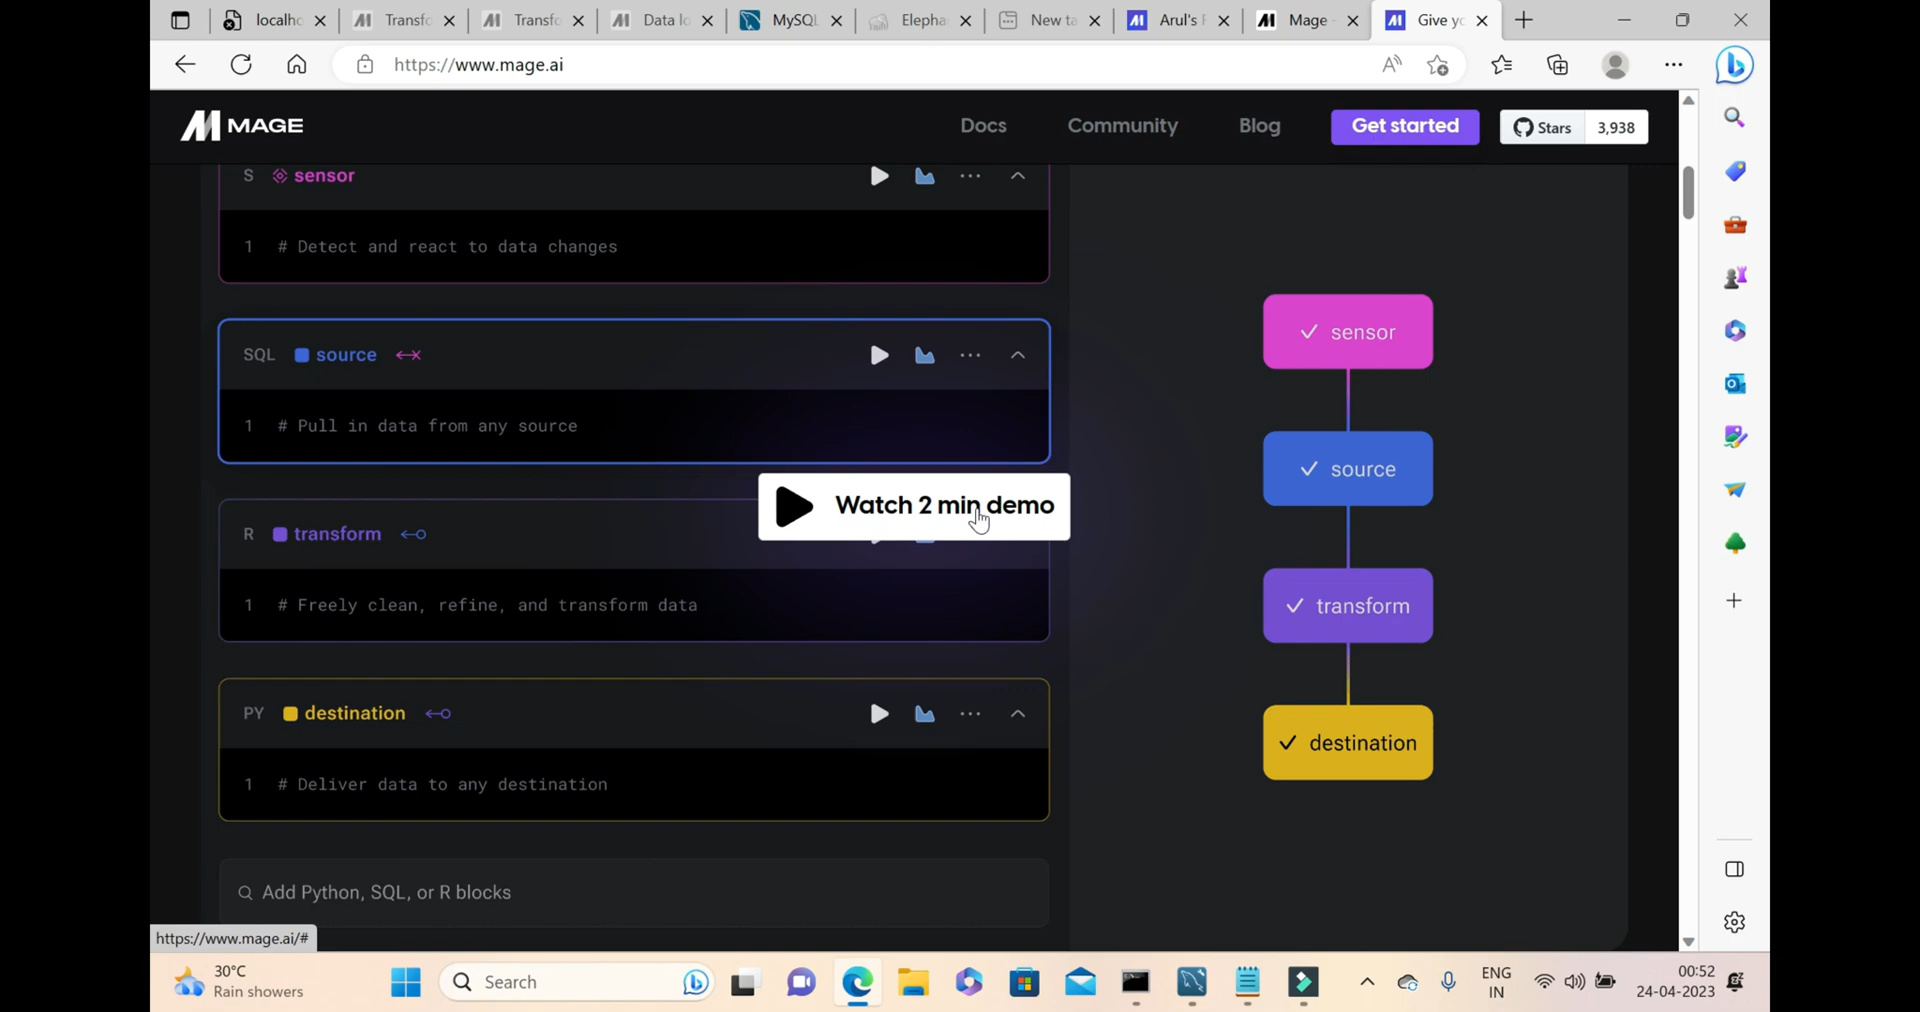 localho
Transfo
Transfo
Data lo
MySQL
Elepha
New ta
Arul's F
Mage -
Give yo
https://www.mage.ai
MAGE
Docs
Community
Blog
Get started
Stars
3,938
S sensor
1 # Detect and react to data changes
SQL source
1 # Pull in data from any source
Watch 2 min demo
R transform
1 # Freely clean, refine, and transform data
PY destination
1 # Deliver data to any destination
Add Python, SQL, or R blocks
sensor
source
transform
destination
https://www.mage.ai/#
30°C
Rain showers
Search
ENG
IN
00:52
24-04-2023